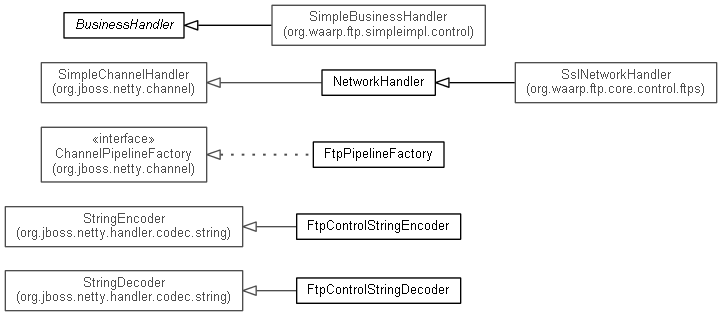 BusinessHandler
SimpleBusinessHandler
(org.waarp.ftp.simpleimpl.control)
SimpleChannelHandler
(org.jboss.netty.channel)
NetworkHandler
SslNetworkHandler
(org.waarp.ftp.core.control.ftps)
«interface»
ChannelPipelineFactory
(org.jboss.netty.channel)
FtpPipelineFactory
StringEncoder
(org.jboss.netty.handler.codec.string)
FtpControlStringEncoder
StringDecoder
(org.jboss.netty.handler.codec.string)
FtpControlStringDecoder